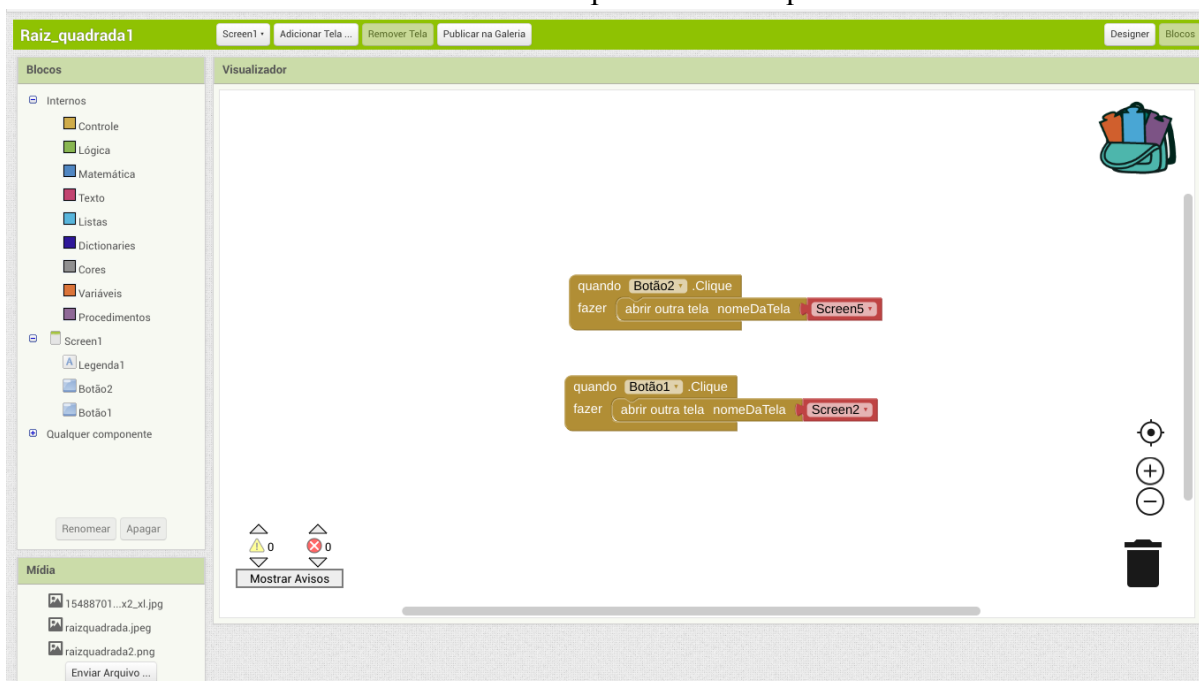 Raiz_quadrada1
Screen1
Adicionar Tela ...
Remover Tela
Publicar na Galeria
Designer
Blocos
Blocos
Internos
Controle
Lógica
Matemática
Texto
Listas
Dictionaries
Cores
Variáveis
Procedimentos
Screen1
A Legenda1
Botão2
Botão1
Qualquer componente
Renomear
Apagar
Mídia
15488701...x2_xl.jpg
raizquadrada.jpeg
raizquadrada2.png
Enviar Arquivo ...
Visualizador
quando Botão2 .Clique
fazer abrir outra tela nomeDaTela Screen5
quando Botão1 .Clique
fazer abrir outra tela nomeDaTela Screen2
0 0
Mostrar Avisos